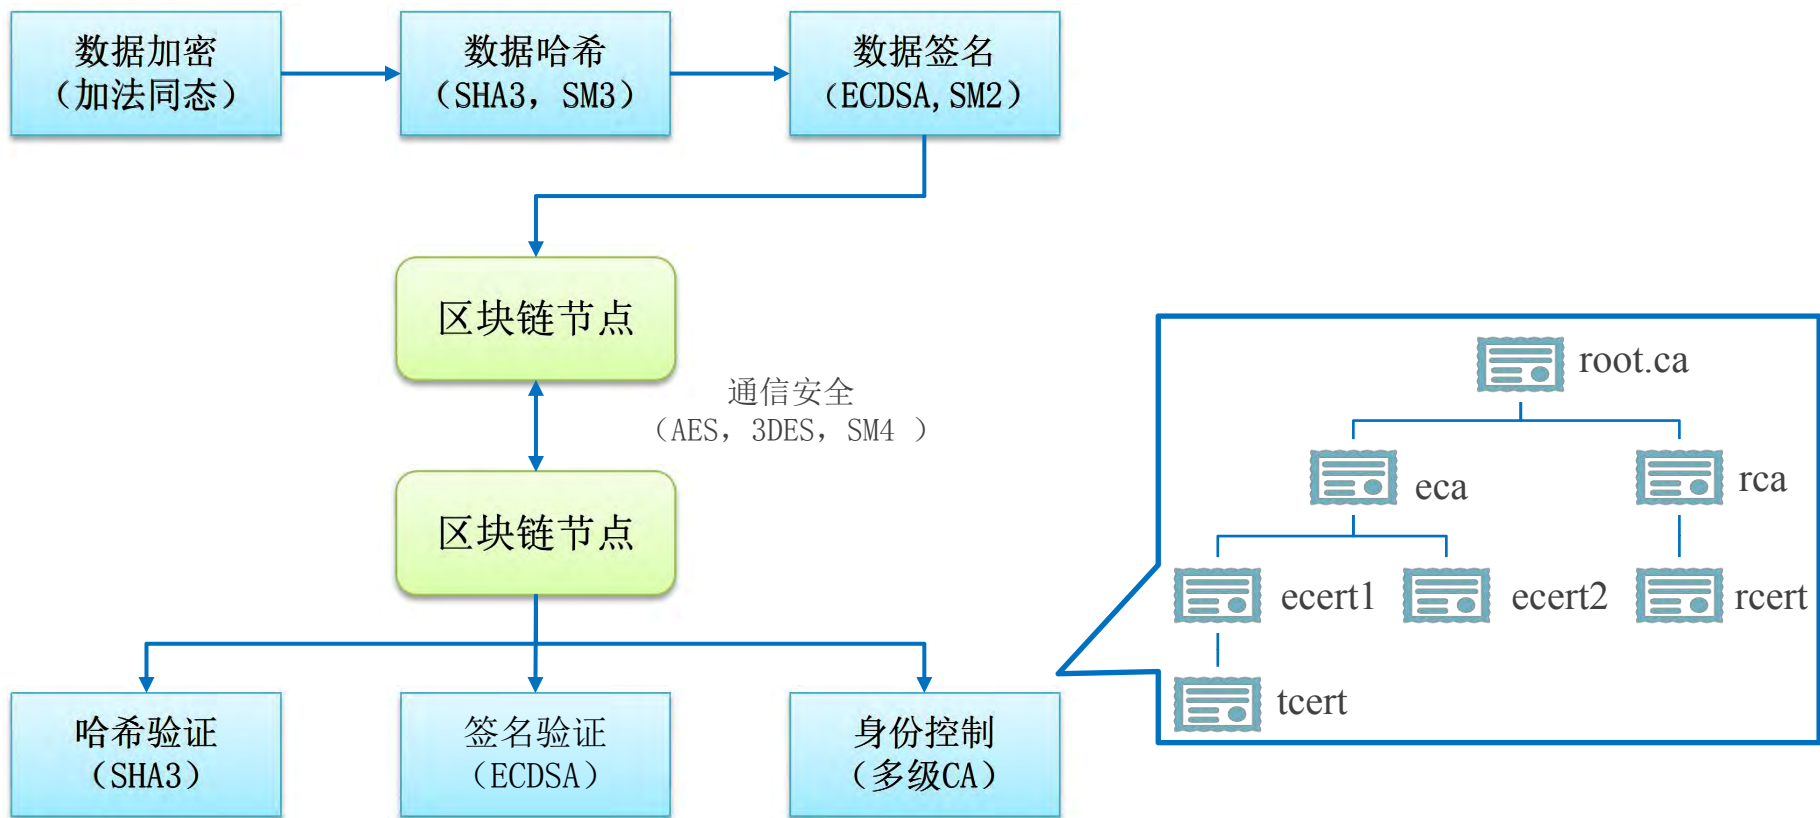 数据加密
（加法同态）
数据哈希
（SHA3，SM3）
数据签名
（ECDSA,SM2）
区块链节点
通信安全
（AES，3DES，SM4 ）
区块链节点
哈希验证
（SHA3）
签名验证
（ECDSA）
身份控制
（多级CA）
root.ca
eca
rca
ecert1
ecert2
rcert
tcert